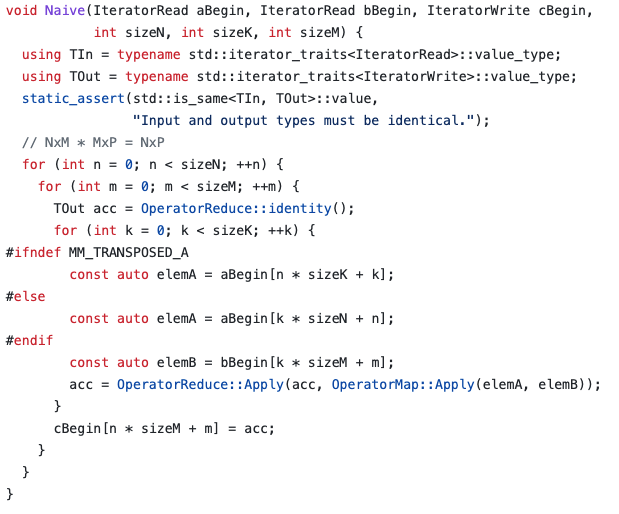 void Naive(IteratorRead aBegin, IteratorRead bBegin, IteratorWrite cBegin,
           int sizeN, int sizeK, int sizeM) {
  using TIn = typename std::iterator_traits<IteratorRead>::value_type;
  using TOut = typename std::iterator_traits<IteratorWrite>::value_type;
  static_assert(std::is_same<TIn, TOut>::value,
                "Input and output types must be identical.");
  // NxM * MxP = NxP
  for (int n = 0; n < sizeN; ++n) {
    for (int m = 0; m < sizeM; ++m) {
      TOut acc = OperatorReduce::identity();
      for (int k = 0; k < sizeK; ++k) {
#ifndef MM_TRANSPOSED_A
        const auto elemA = aBegin[n * sizeK + k];
#else
        const auto elemA = aBegin[k * sizeN + n];
#endif
        const auto elemB = bBegin[k * sizeM + m];
        acc = OperatorReduce::Apply(acc, OperatorMap::Apply(elemA, elemB));
      }
      cBegin[n * sizeM + m] = acc;
    }
  }
}